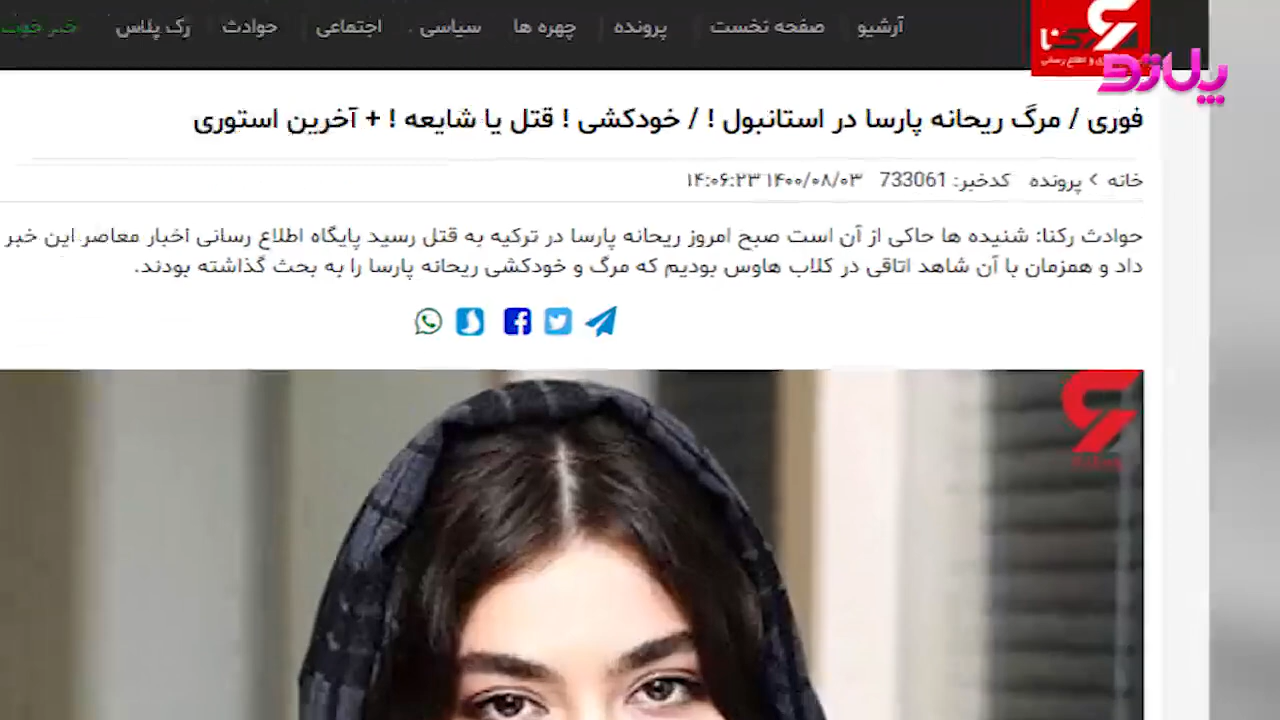 آرشیو صفحه نخست پرونده چهره ها سیاسی اجتماعی حوادث رک پلاس خبر خوب
پلازو
فوری / مرگ ریحانه پارسا در استانبول ! / خودکشی ! قتل یا شایعه ! + آخرین استوری
خانه › پرونده کدخبر: 733061 ۱۴۰۰/۰۸/۰۳ ۱۴:۰۶:۲۳
حوادث رکنا: شنیده ها حاکی از آن است صبح امروز ریحانه پارسا در ترکیه به قتل رسید پایگاه اطلاع رسانی اخبار معاصر این خبر
داد و همزمان با آن شاهد اتاقی در کلاب هاوس بودیم که مرگ و خودکشی ریحانه پارسا را به بحث گذاشته بودند.